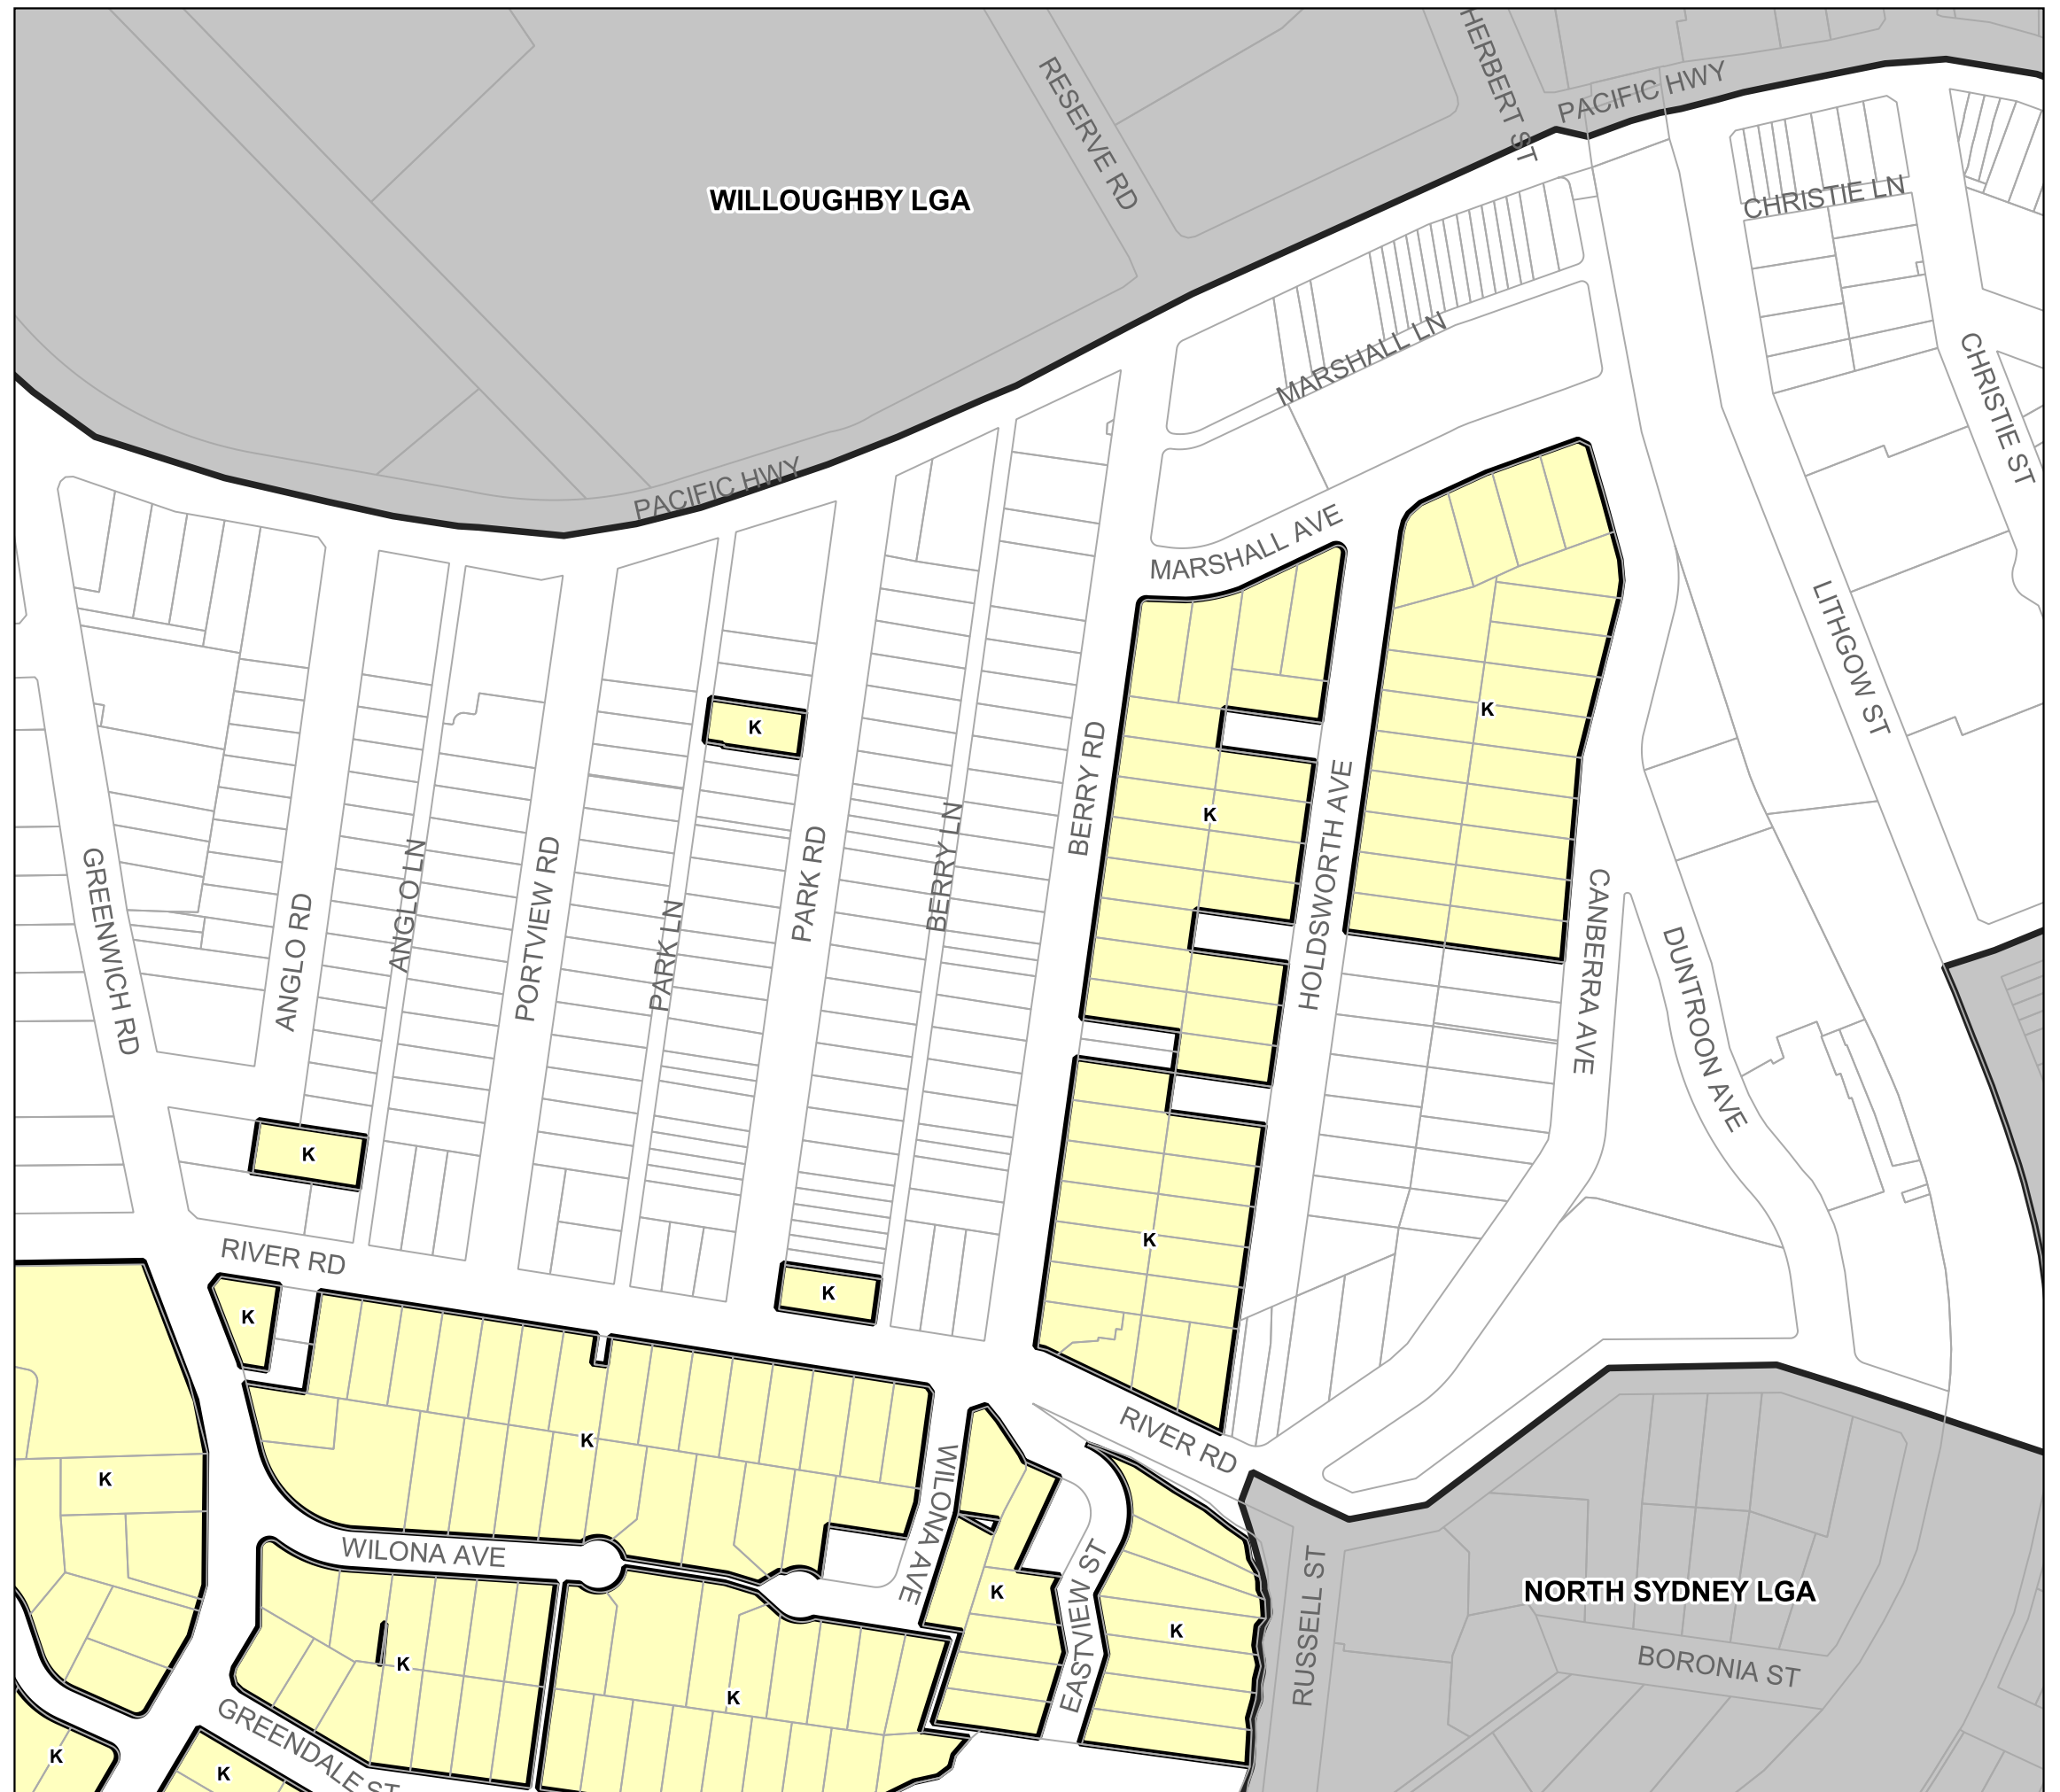 HERBERT ST
RESERVE RD
PACIFIC HWY
WILLOUGHBY LGA
CHRISTIE LN
MARSHALL LN
CHRISTIE ST
PACIFIC HWY
MARSHALL AVE
LITHGOW ST
K
K
BERRY RD
HOLDSWORTH AVE
K
BERRY LN
PARK RD
GREENWICH RD
ANGLO RD
ANGLO LN
PORTVIEW RD
PARK LN
CANBERRA AVE
DUNTROON AVE
K
K
RIVER RD
K
K
K
RIVER RD
K
WILONA AVE
K
WILONA AVE
K
EASTVIEW ST
K
RUSSELL ST
NORTH SYDNEY LGA
BORONIA ST
K
K
GREENDALE ST
K
K